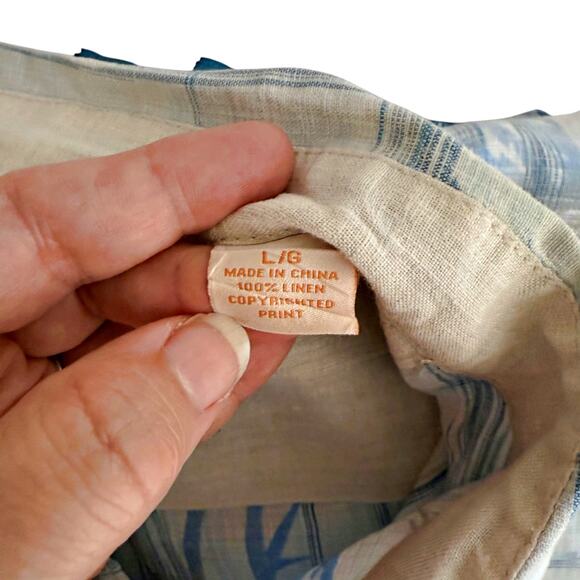 L/G
MADE IN CHINA
100% LINEN
COPYRIGHTED
PRINT